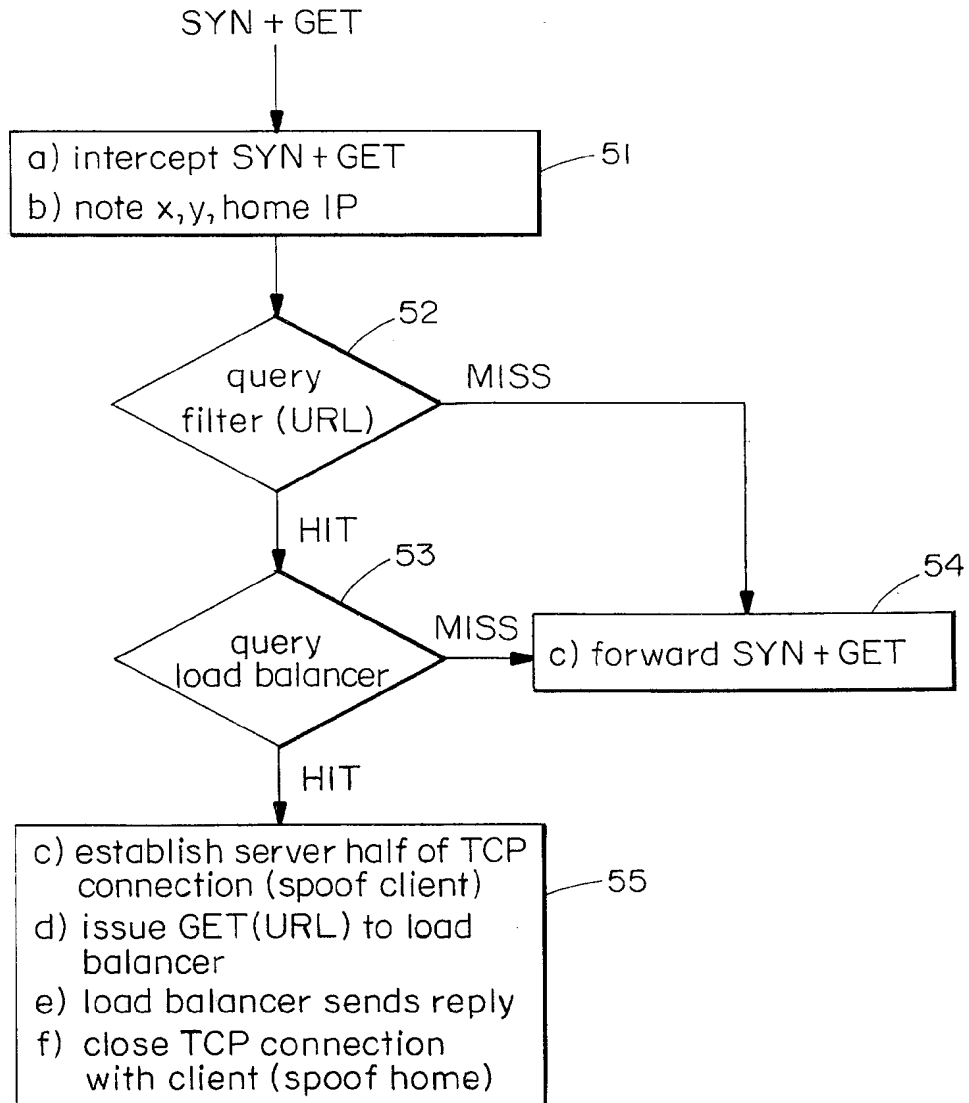 SYN + GET
a) intercept SYN + GET
b) note x, y, home IP
51
52
query
filter (URL)
MISS
HIT
53
query
load balancer
MISS
54
c) forward SYN + GET
HIT
c) establish server half of TCP
connection (spoof client)
d) issue GET(URL) to load
balancer
e) load balancer sends reply
f) close TCP connection
with client (spoof home)
55